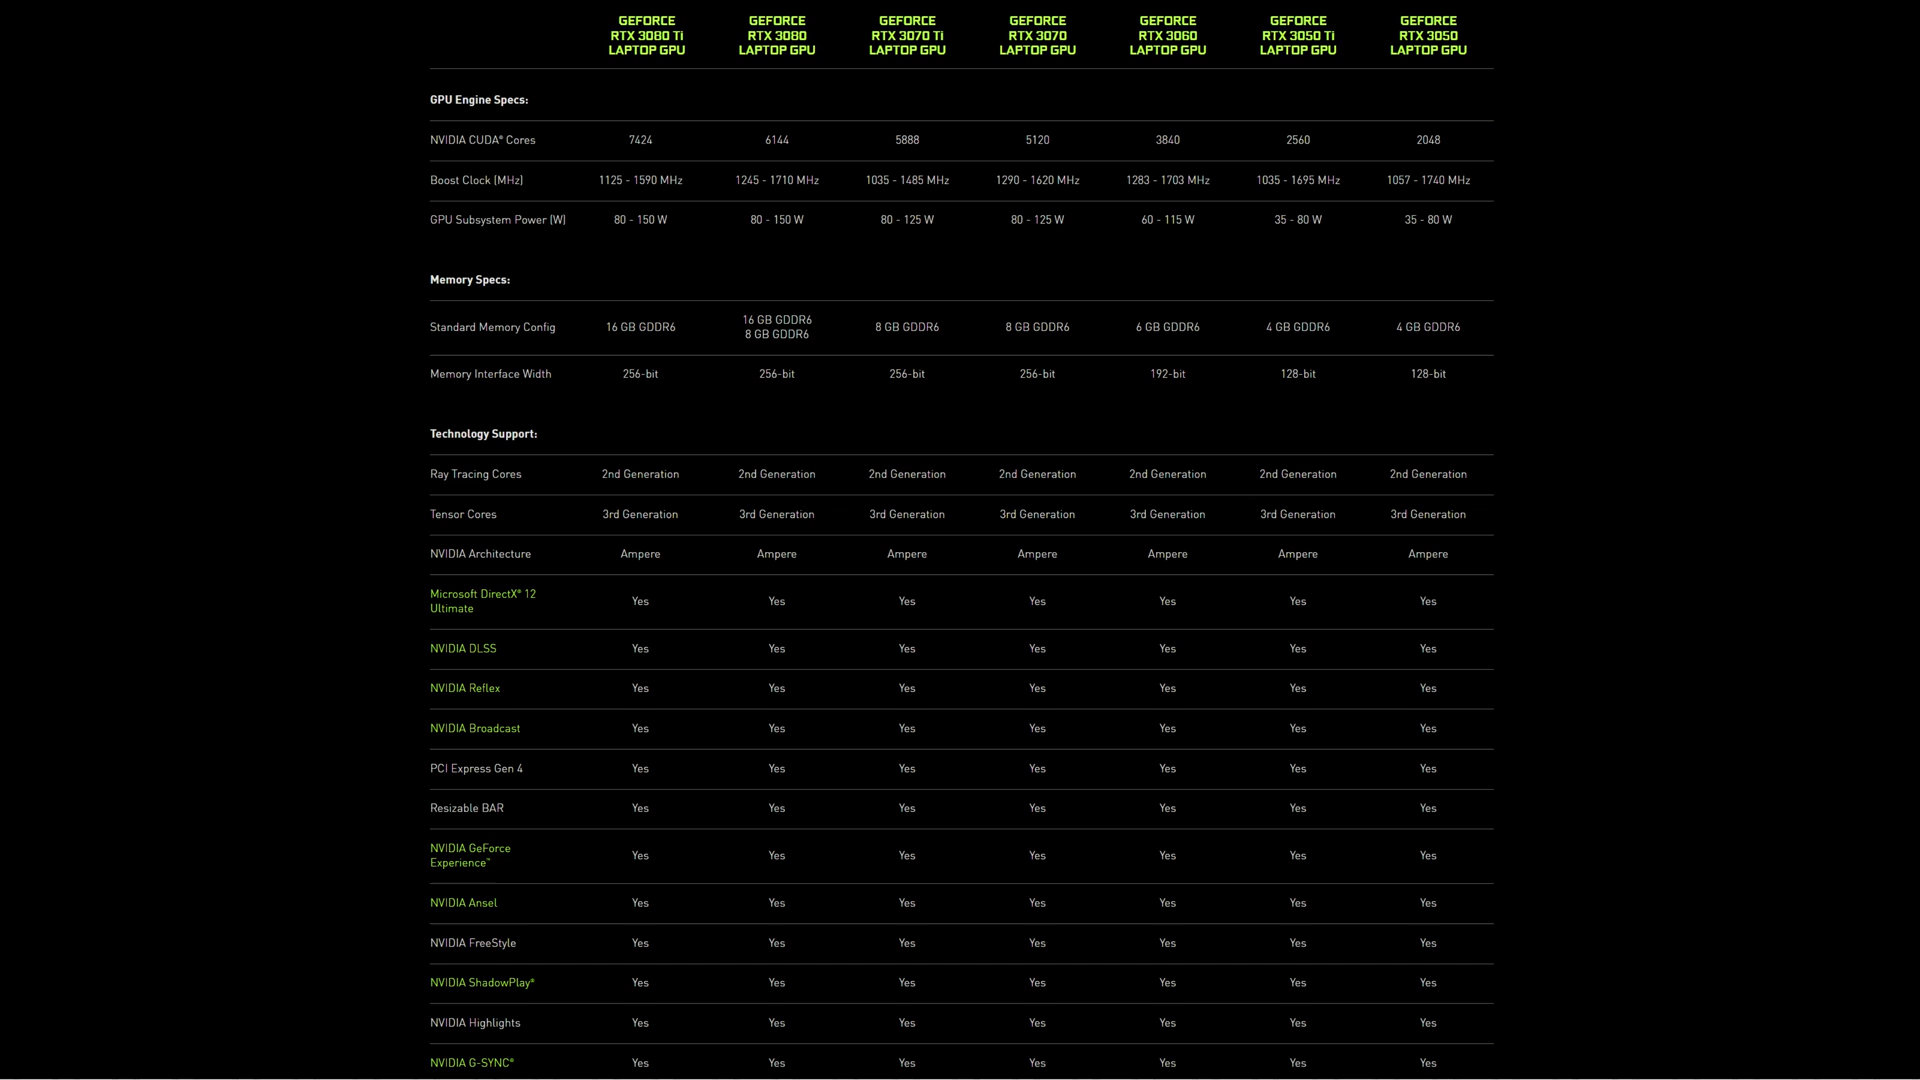 GEFORCE RTX 3080 Ti LAPTOP GPU GEFORCE RTX 3080 LAPTOP GPU GEFORCE RTX 3070 Ti LAPTOP GPU GEFORCE RTX 3070 LAPTOP GPU GEFORCE RTX 3060 LAPTOP GPU GEFORCE RTX 3050 Ti LAPTOP GPU GEFORCE RTX 3050 LAPTOP GPU
GPU Engine Specs:
NVIDIA CUDA® Cores 7424 6144 5888 5120 3840 2560 2048
Boost Clock (MHz) 1125 - 1590 MHz 1245 - 1710 MHz 1035 - 1485 MHz 1290 - 1620 MHz 1283 - 1703 MHz 1035 - 1695 MHz 1057 - 1740 MHz
GPU Subsystem Power (W) 80 - 150 W 80 - 150 W 80 - 125 W 80 - 125 W 60 - 115 W 35 - 80 W 35 - 80 W
Memory Specs:
Standard Memory Config 16 GB GDDR6 16 GB GDDR6 8 GB GDDR6 8 GB GDDR6 8 GB GDDR6 6 GB GDDR6 4 GB GDDR6 4 GB GDDR6
Memory Interface Width 256-bit 256-bit 256-bit 256-bit 192-bit 128-bit 128-bit
Technology Support:
Ray Tracing Cores 2nd Generation 2nd Generation 2nd Generation 2nd Generation 2nd Generation 2nd Generation 2nd Generation
Tensor Cores 3rd Generation 3rd Generation 3rd Generation 3rd Generation 3rd Generation 3rd Generation 3rd Generation
NVIDIA Architecture Ampere Ampere Ampere Ampere Ampere Ampere Ampere
Microsoft DirectX® 12 Ultimate Yes Yes Yes Yes Yes Yes Yes
NVIDIA DLSS Yes Yes Yes Yes Yes Yes Yes
NVIDIA Reflex Yes Yes Yes Yes Yes Yes Yes
NVIDIA Broadcast Yes Yes Yes Yes Yes Yes Yes
PCI Express Gen 4 Yes Yes Yes Yes Yes Yes Yes
Resizable BAR Yes Yes Yes Yes Yes Yes Yes
NVIDIA GeForce Experience™ Yes Yes Yes Yes Yes Yes Yes
NVIDIA Ansel Yes Yes Yes Yes Yes Yes Yes
NVIDIA FreeStyle Yes Yes Yes Yes Yes Yes Yes
NVIDIA ShadowPlay® Yes Yes Yes Yes Yes Yes Yes
NVIDIA Highlights Yes Yes Yes Yes Yes Yes Yes
NVIDIA G-SYNC® Yes Yes Yes Yes Yes Yes Yes